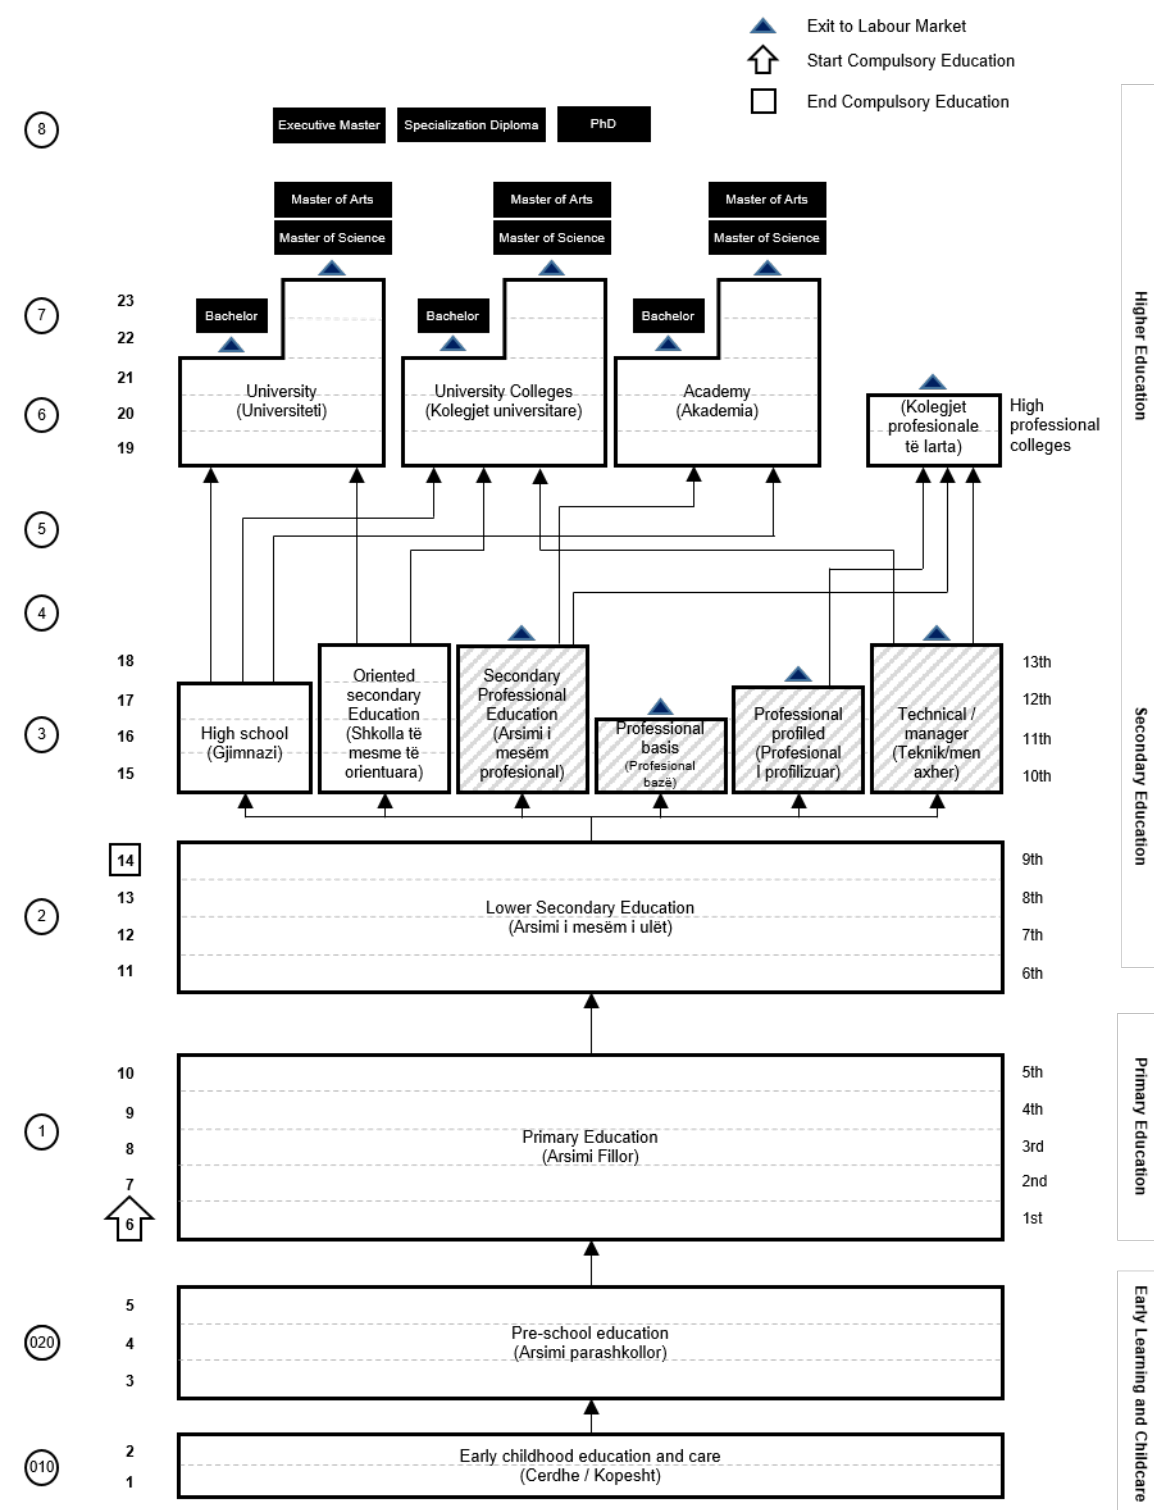 Exit to Labour Market
Start Compulsory Education
End Compulsory Education
8
Executive Master
Specialization Diploma
PhD
Master of Arts
Master of Science
Master of Arts
Master of Science
Master of Arts
Master of Science
Higher Education
7
23
22
21
Bachelor
Bachelor
Bachelor
University
(Universiteti)
University Colleges
(Kolegjet universitare)
Academy
(Akademia)
6
20
19
(Kolegjet
profesionale
të larta)
High
professional
colleges
5
4
Secondary Education
18
17
3
16
15
High school
(Gjimnazi)
Oriented
secondary
Education
(Shkolla të
mesme të
orientuara)
Secondary
Professional
Education
(Arsimi i
mesëm
profesional)
Professional
basis
(Profesional
bazë)
Professional
profiled
(Profesional
I profilizuar)
Technical /
manager
(Teknik/men
axher)
13th
12th
11th
10th
14
13
2
12
11
Lower Secondary Education
(Arsimi i mesëm i ulët)
9th
8th
7th
6th
10
9
1
8
7
6
Primary Education
(Arsimi Fillor)
5th
4th
3rd
2nd
1st
Primary Education
5
020
4
3
Pre-school education
(Arsimi parashkollor)
Early Learning and Childcare
2
010
1
Early childhood education and care
(Cerdhe / Kopesht)